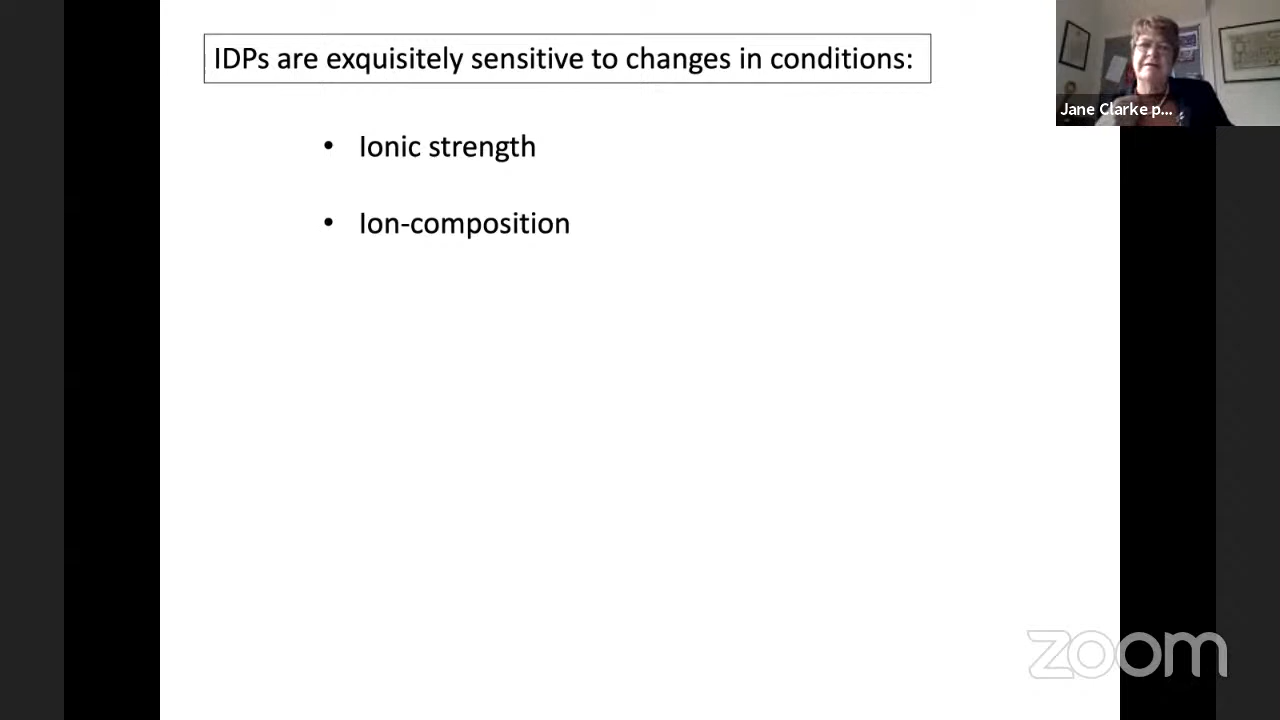 IDPs are exquisitely sensitive to changes in conditions:
Jane Clarke p...
• Ionic strength
• Ion-composition
zoom